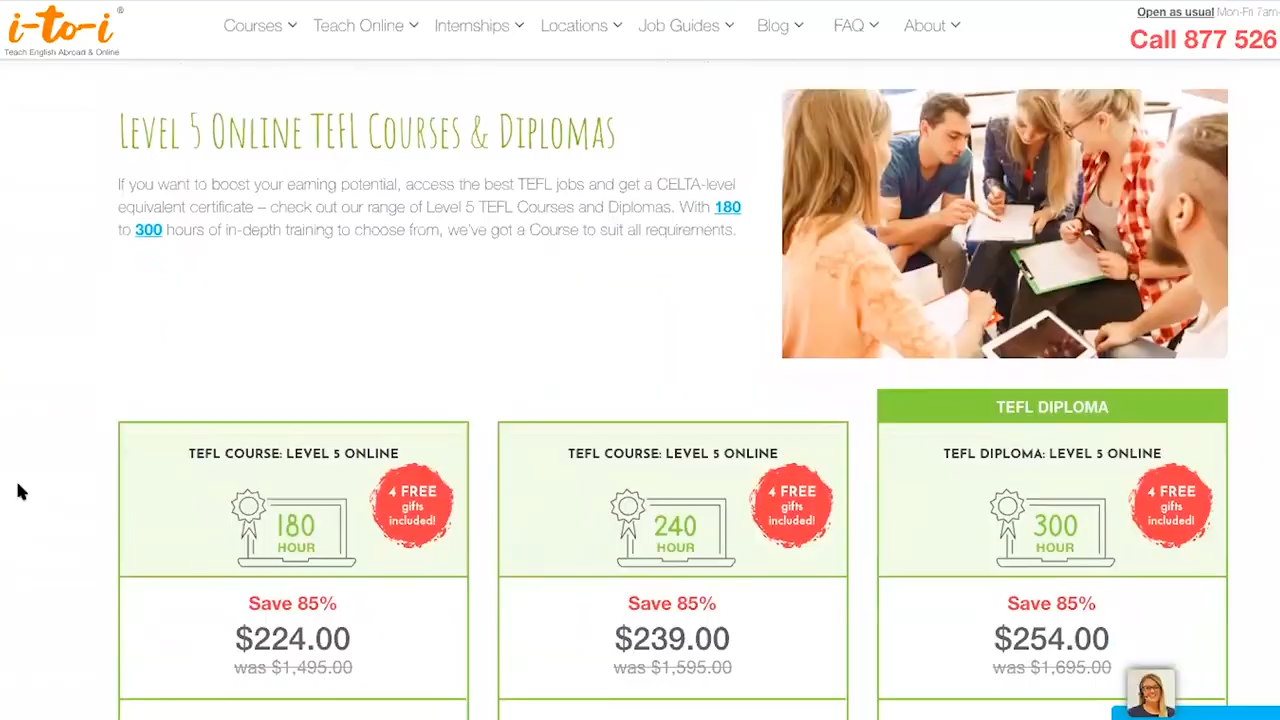 i-to-i®
Teach English Abroad & Online
Courses Teach Online Internships Locations Job Guides Blog FAQ About
Open as usual Mon-Fri 7am-
Call 877 526
Level 5 Online TEFL Courses & Diplomas
If you want to boost your earning potential, access the best TEFL jobs and get a CELTA-level
equivalent certificate – check out our range of Level 5 TEFL Courses and Diplomas. With 180
to 300 hours of in-depth training to choose from, we've got a Course to suit all requirements.
TEFL COURSE: LEVEL 5 ONLINE
4 FREE
gifts
included!
180
HOUR
Save 85%
$224.00
was $1,495.00
TEFL COURSE: LEVEL 5 ONLINE
4 FREE
gifts
included!
240
HOUR
Save 85%
$239.00
was $1,595.00
TEFL DIPLOMA
TEFL DIPLOMA: LEVEL 5 ONLINE
4 FREE
gifts
included!
300
HOUR
Save 85%
$254.00
was $1,695.00